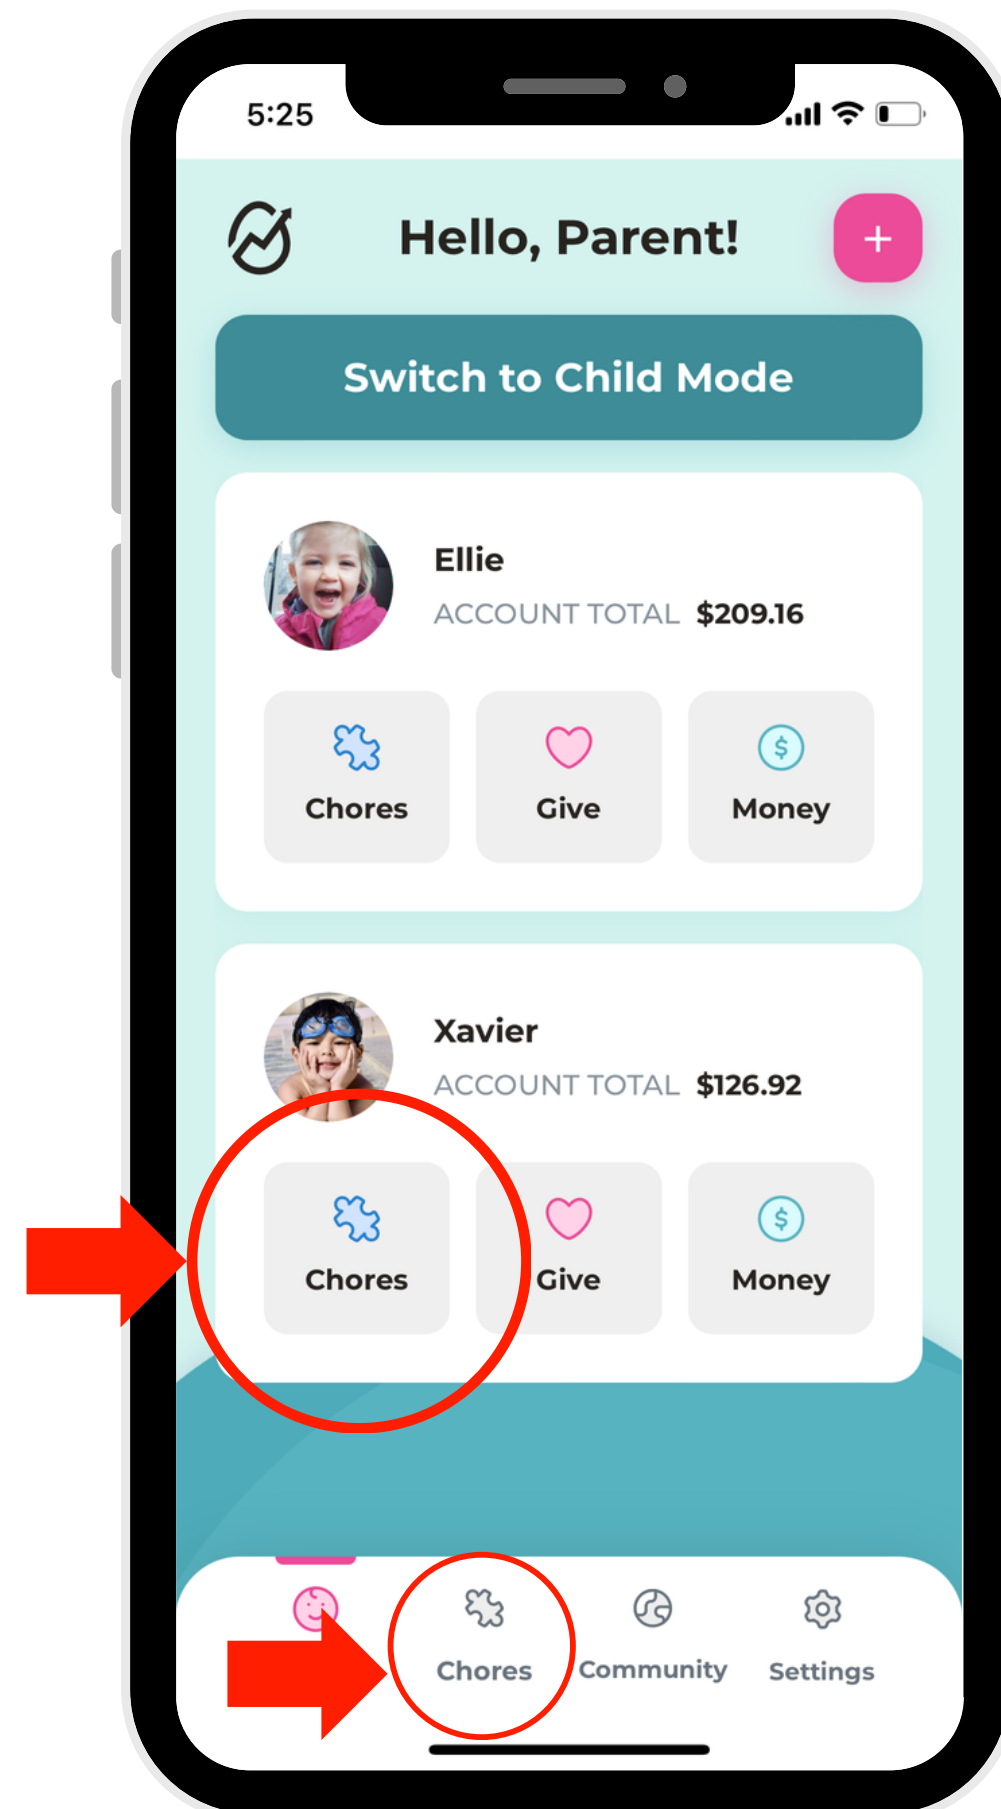 5:25
Hello, Parent!
+
Switch to Child Mode
Ellie
ACCOUNT TOTAL $209.16
$
Chores Give Money
Xavier
ACCOUNT TOTAL $126.92
$
Chores Give Money
Chores Community Settings